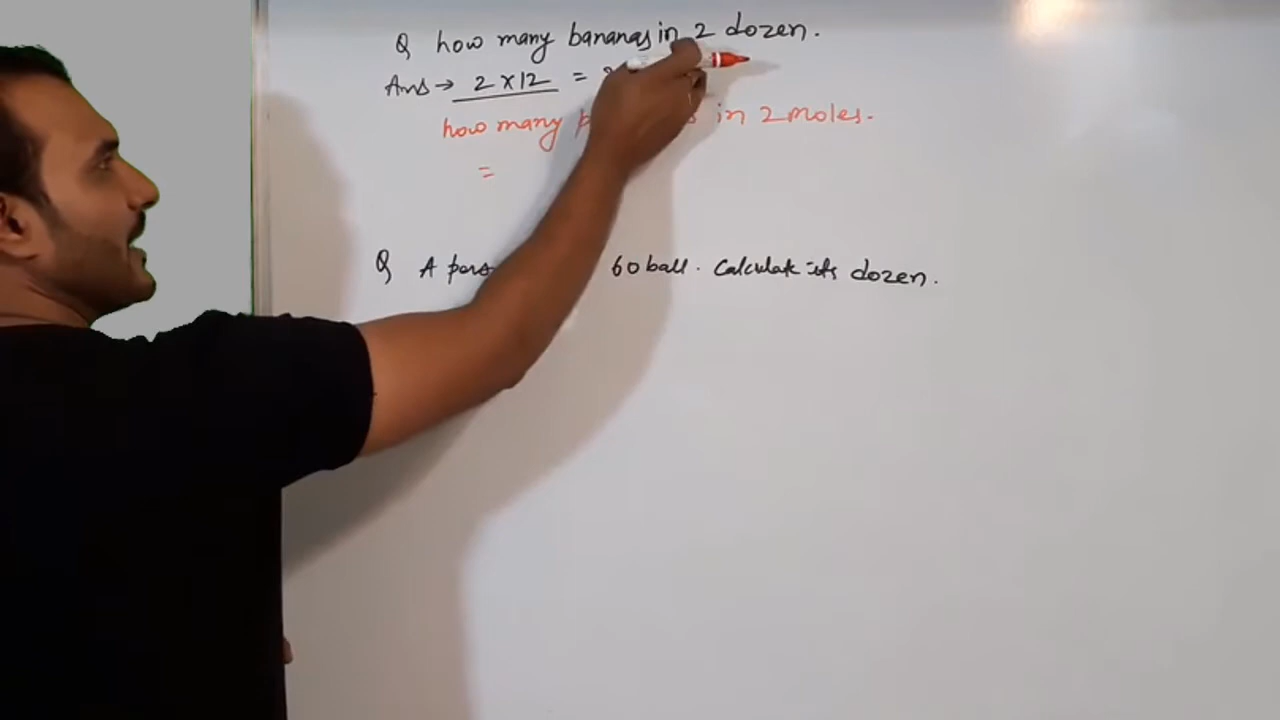 Q how many bananas in 2 dozen.
Ans → 2 x 12 =
how many in 2 moles.
=
Q A 60 ball. Calculate its dozen.